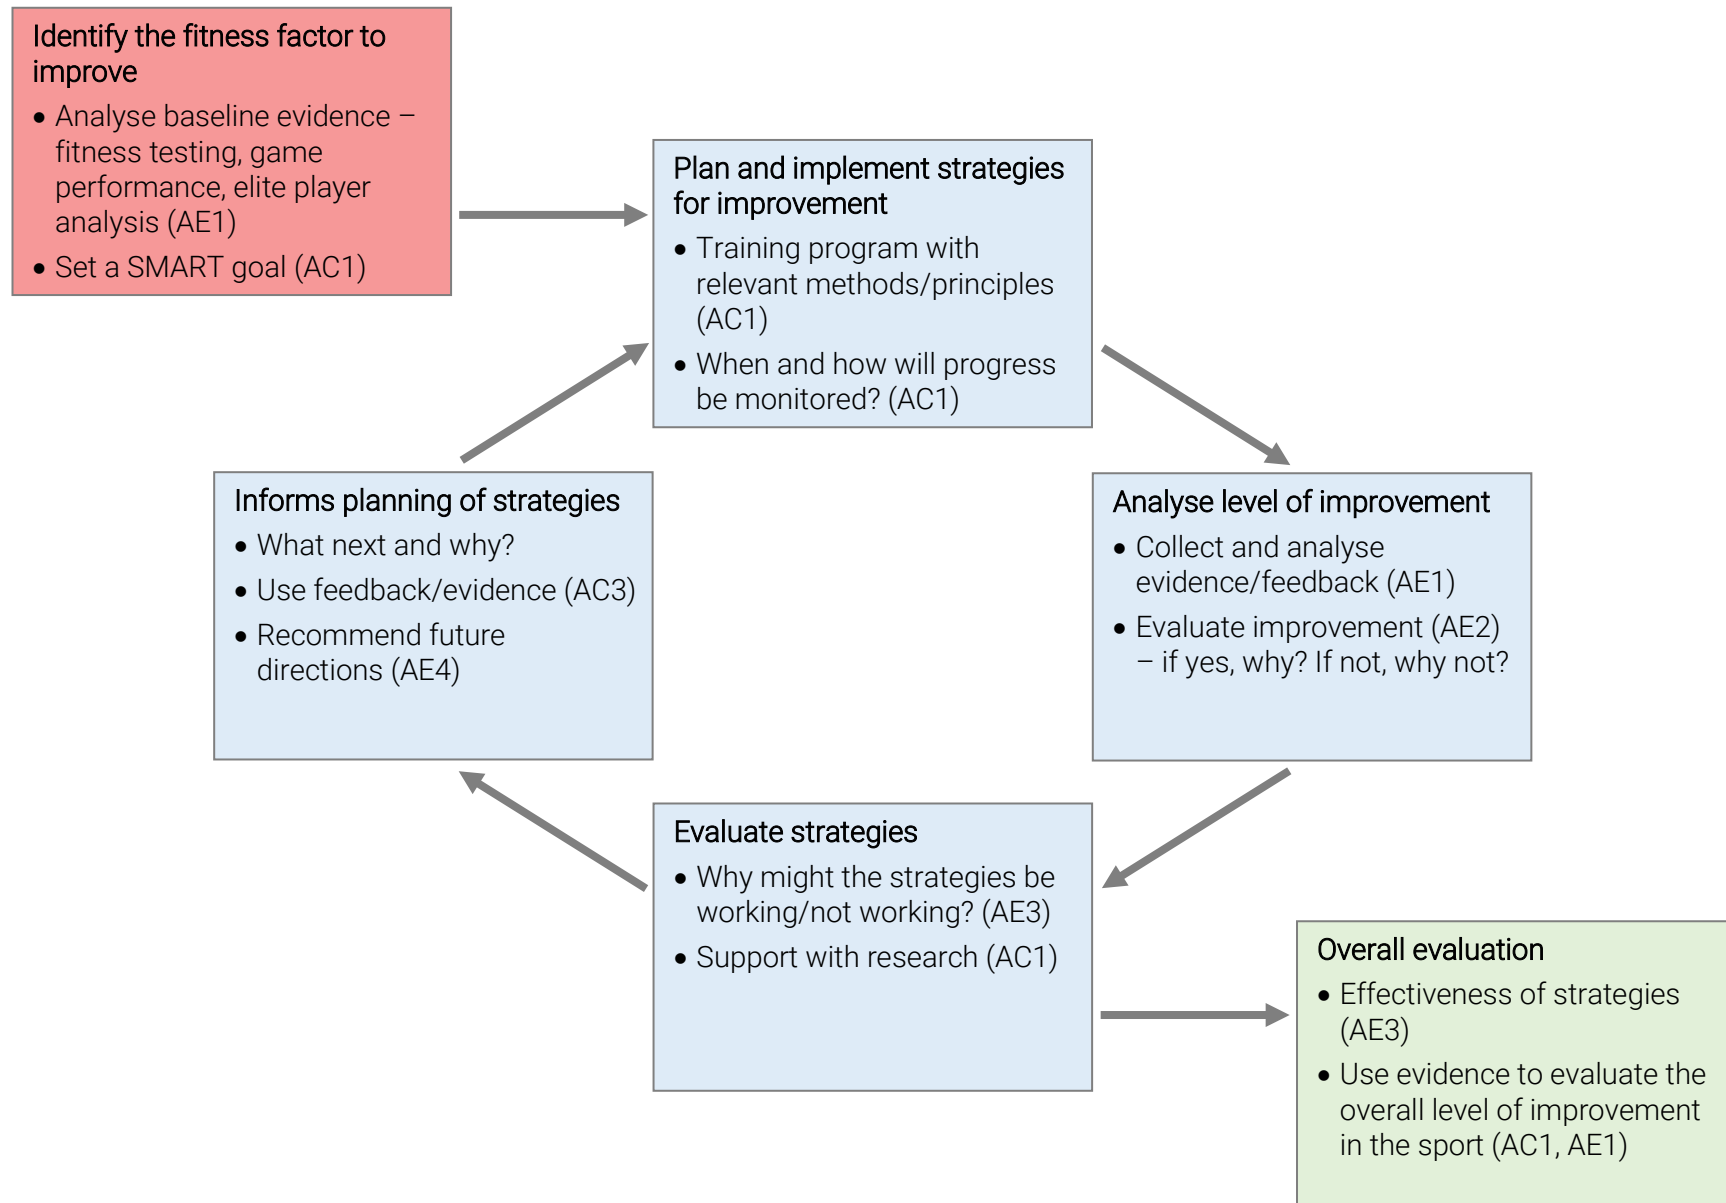 Identify the fitness factor to
improve
• Analyse baseline evidence –
fitness testing, game
performance, elite player
analysis (AE1)
• Set a SMART goal (AC1)
Plan and implement strategies
for improvement
• Training program with
relevant methods/principles
(AC1)
• When and how will progress
be monitored? (AC1)
Informs planning of strategies
• What next and why?
• Use feedback/evidence (AC3)
• Recommend future
directions (AE4)
Analyse level of improvement
• Collect and analyse
evidence/feedback (AE1)
• Evaluate improvement (AE2)
– if yes, why? If not, why not?
Evaluate strategies
• Why might the strategies be
working/not working? (AE3)
• Support with research (AC1)
Overall evaluation
• Effectiveness of strategies
(AE3)
• Use evidence to evaluate the
overall level of improvement
in the sport (AC1, AE1)